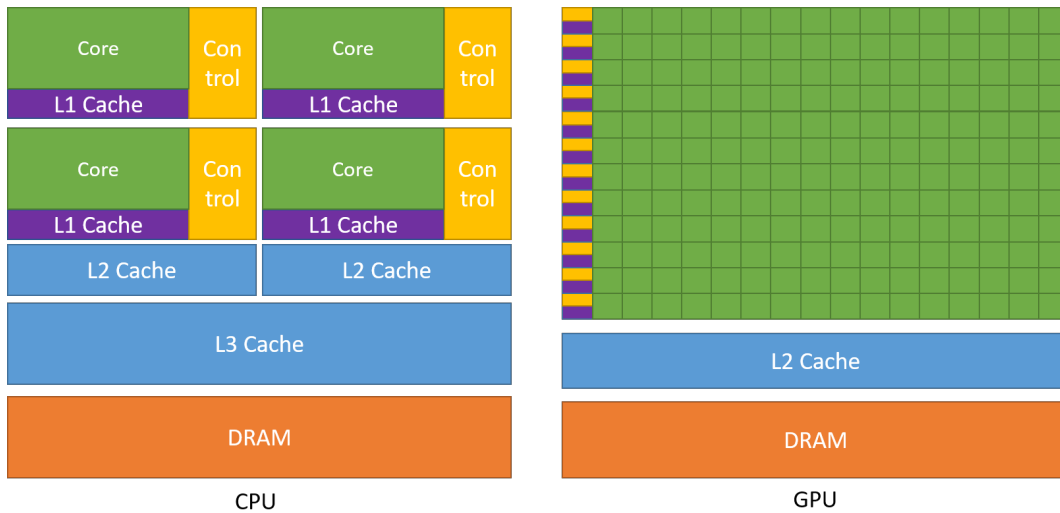 Core
Con
trol
Core
Con
trol
L1 Cache
L1 Cache
Core
Con
trol
Core
Con
trol
L1 Cache
L1 Cache
L2 Cache
L2 Cache
L3 Cache
L2 Cache
DRAM
DRAM
CPU
GPU